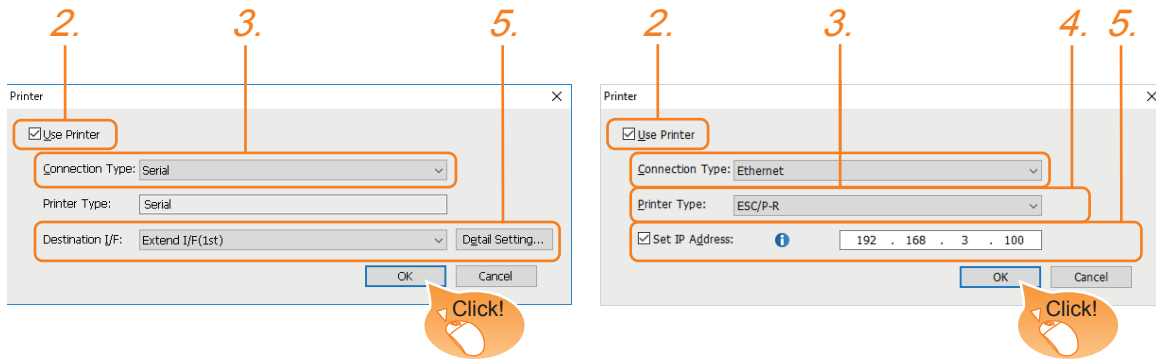 2. 3. 5.
Printer
Use Printer
Connection Type: Serial
Printer Type: Serial
Destination I/F: Extend I/F(1st) Detail Setting...
OK Cancel
Click!
2. 3. 4. 5.
Printer
Use Printer
Connection Type: Ethernet
Printer Type: ESC/P-R
Set IP Address: 192 . 168 . 3 . 100
OK Cancel
Click!